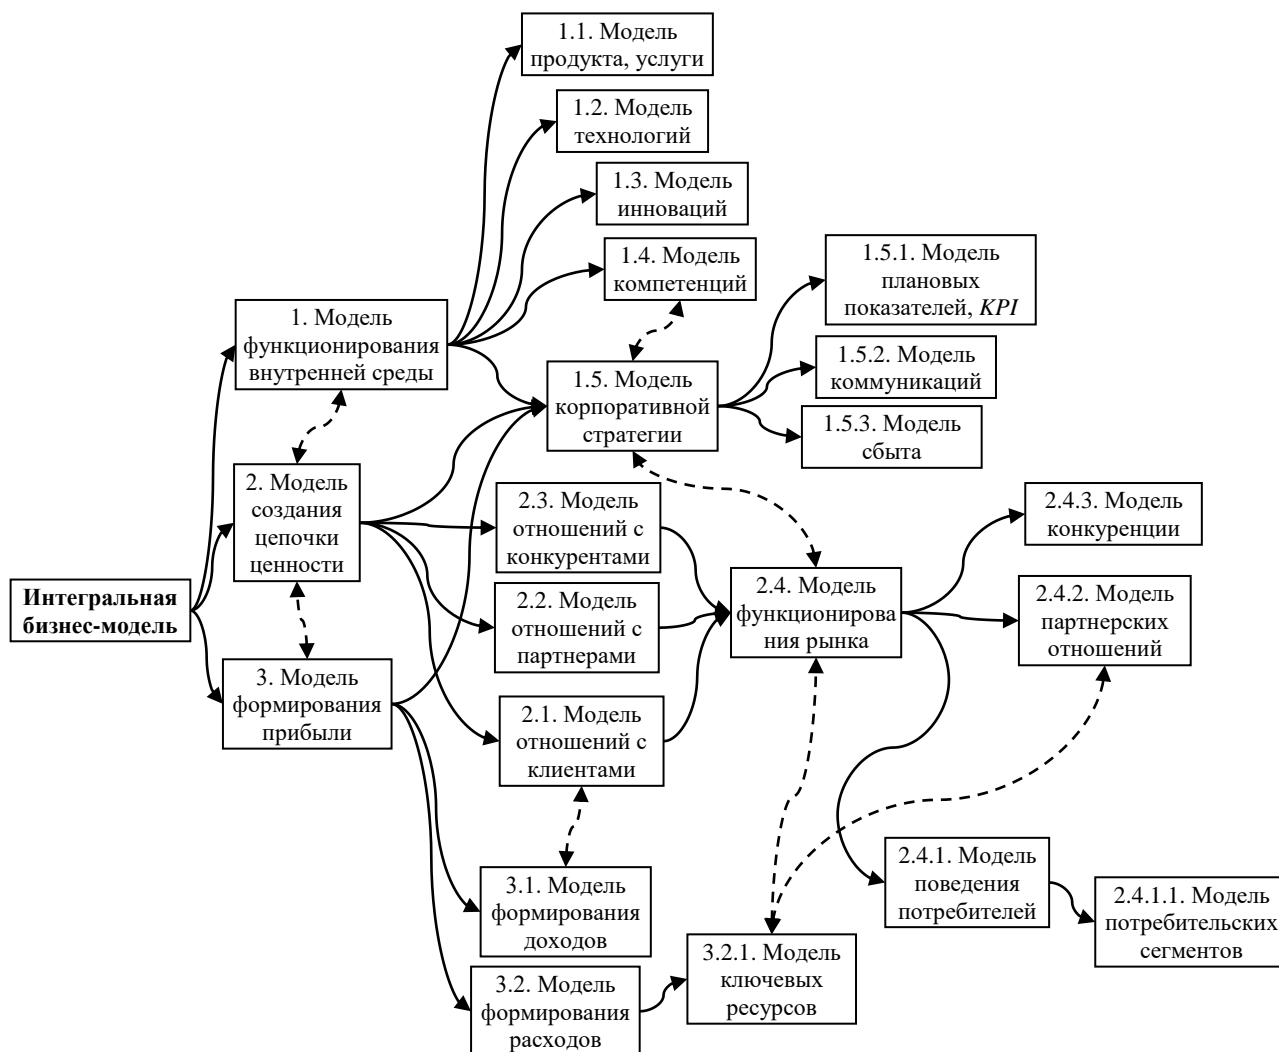 1.1. Модель
продукта, услуги
1.2. Модель
технологий
1.3. Модель
инноваций
1.4. Модель
компетенций
1.5.1. Модель
плановых
показателей, KPI
1. Модель
функционирования
внутренней среды
1.5.2. Модель
коммуникаций
1.5. Модель
корпоративной
стратегии
1.5.3. Модель
сбыта
2. Модель
создания
цепочки
ценности
2.3. Модель
отношений с
конкурентами
2.4.3. Модель
конкуренции
Интегральная
бизнес-модель
2.2. Модель
отношений с
партнерами
2.4. Модель
функционирова
ния рынка
2.4.2. Модель
партнерских
отношений
3. Модель
формирования
прибыли
2.1. Модель
отношений с
клиентами
2.4.1. Модель
поведения
потребителей
2.4.1.1. Модель
потребительских
сегментов
3.1. Модель
формирования
доходов
3.2.1. Модель
ключевых
ресурсов
3.2. Модель
формирования
расходов